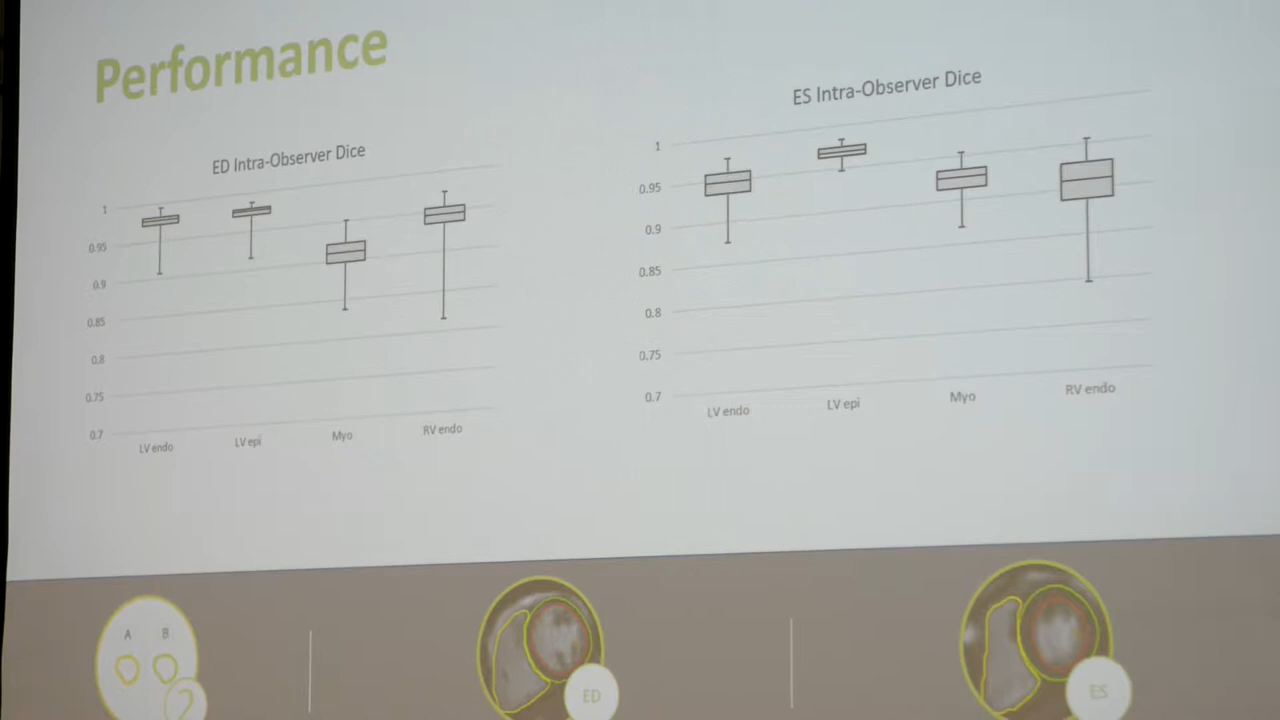 Performance
ED Intra-Observer Dice
1
0.95
0.9
0.85
0.8
0.75
0.7
LV endo
LV epi
Myo
RV endo
ES Intra-Observer Dice
1
0.95
0.9
0.85
0.8
0.75
0.7
LV endo
LV epi
Myo
RV endo
A B
?
ED
ES